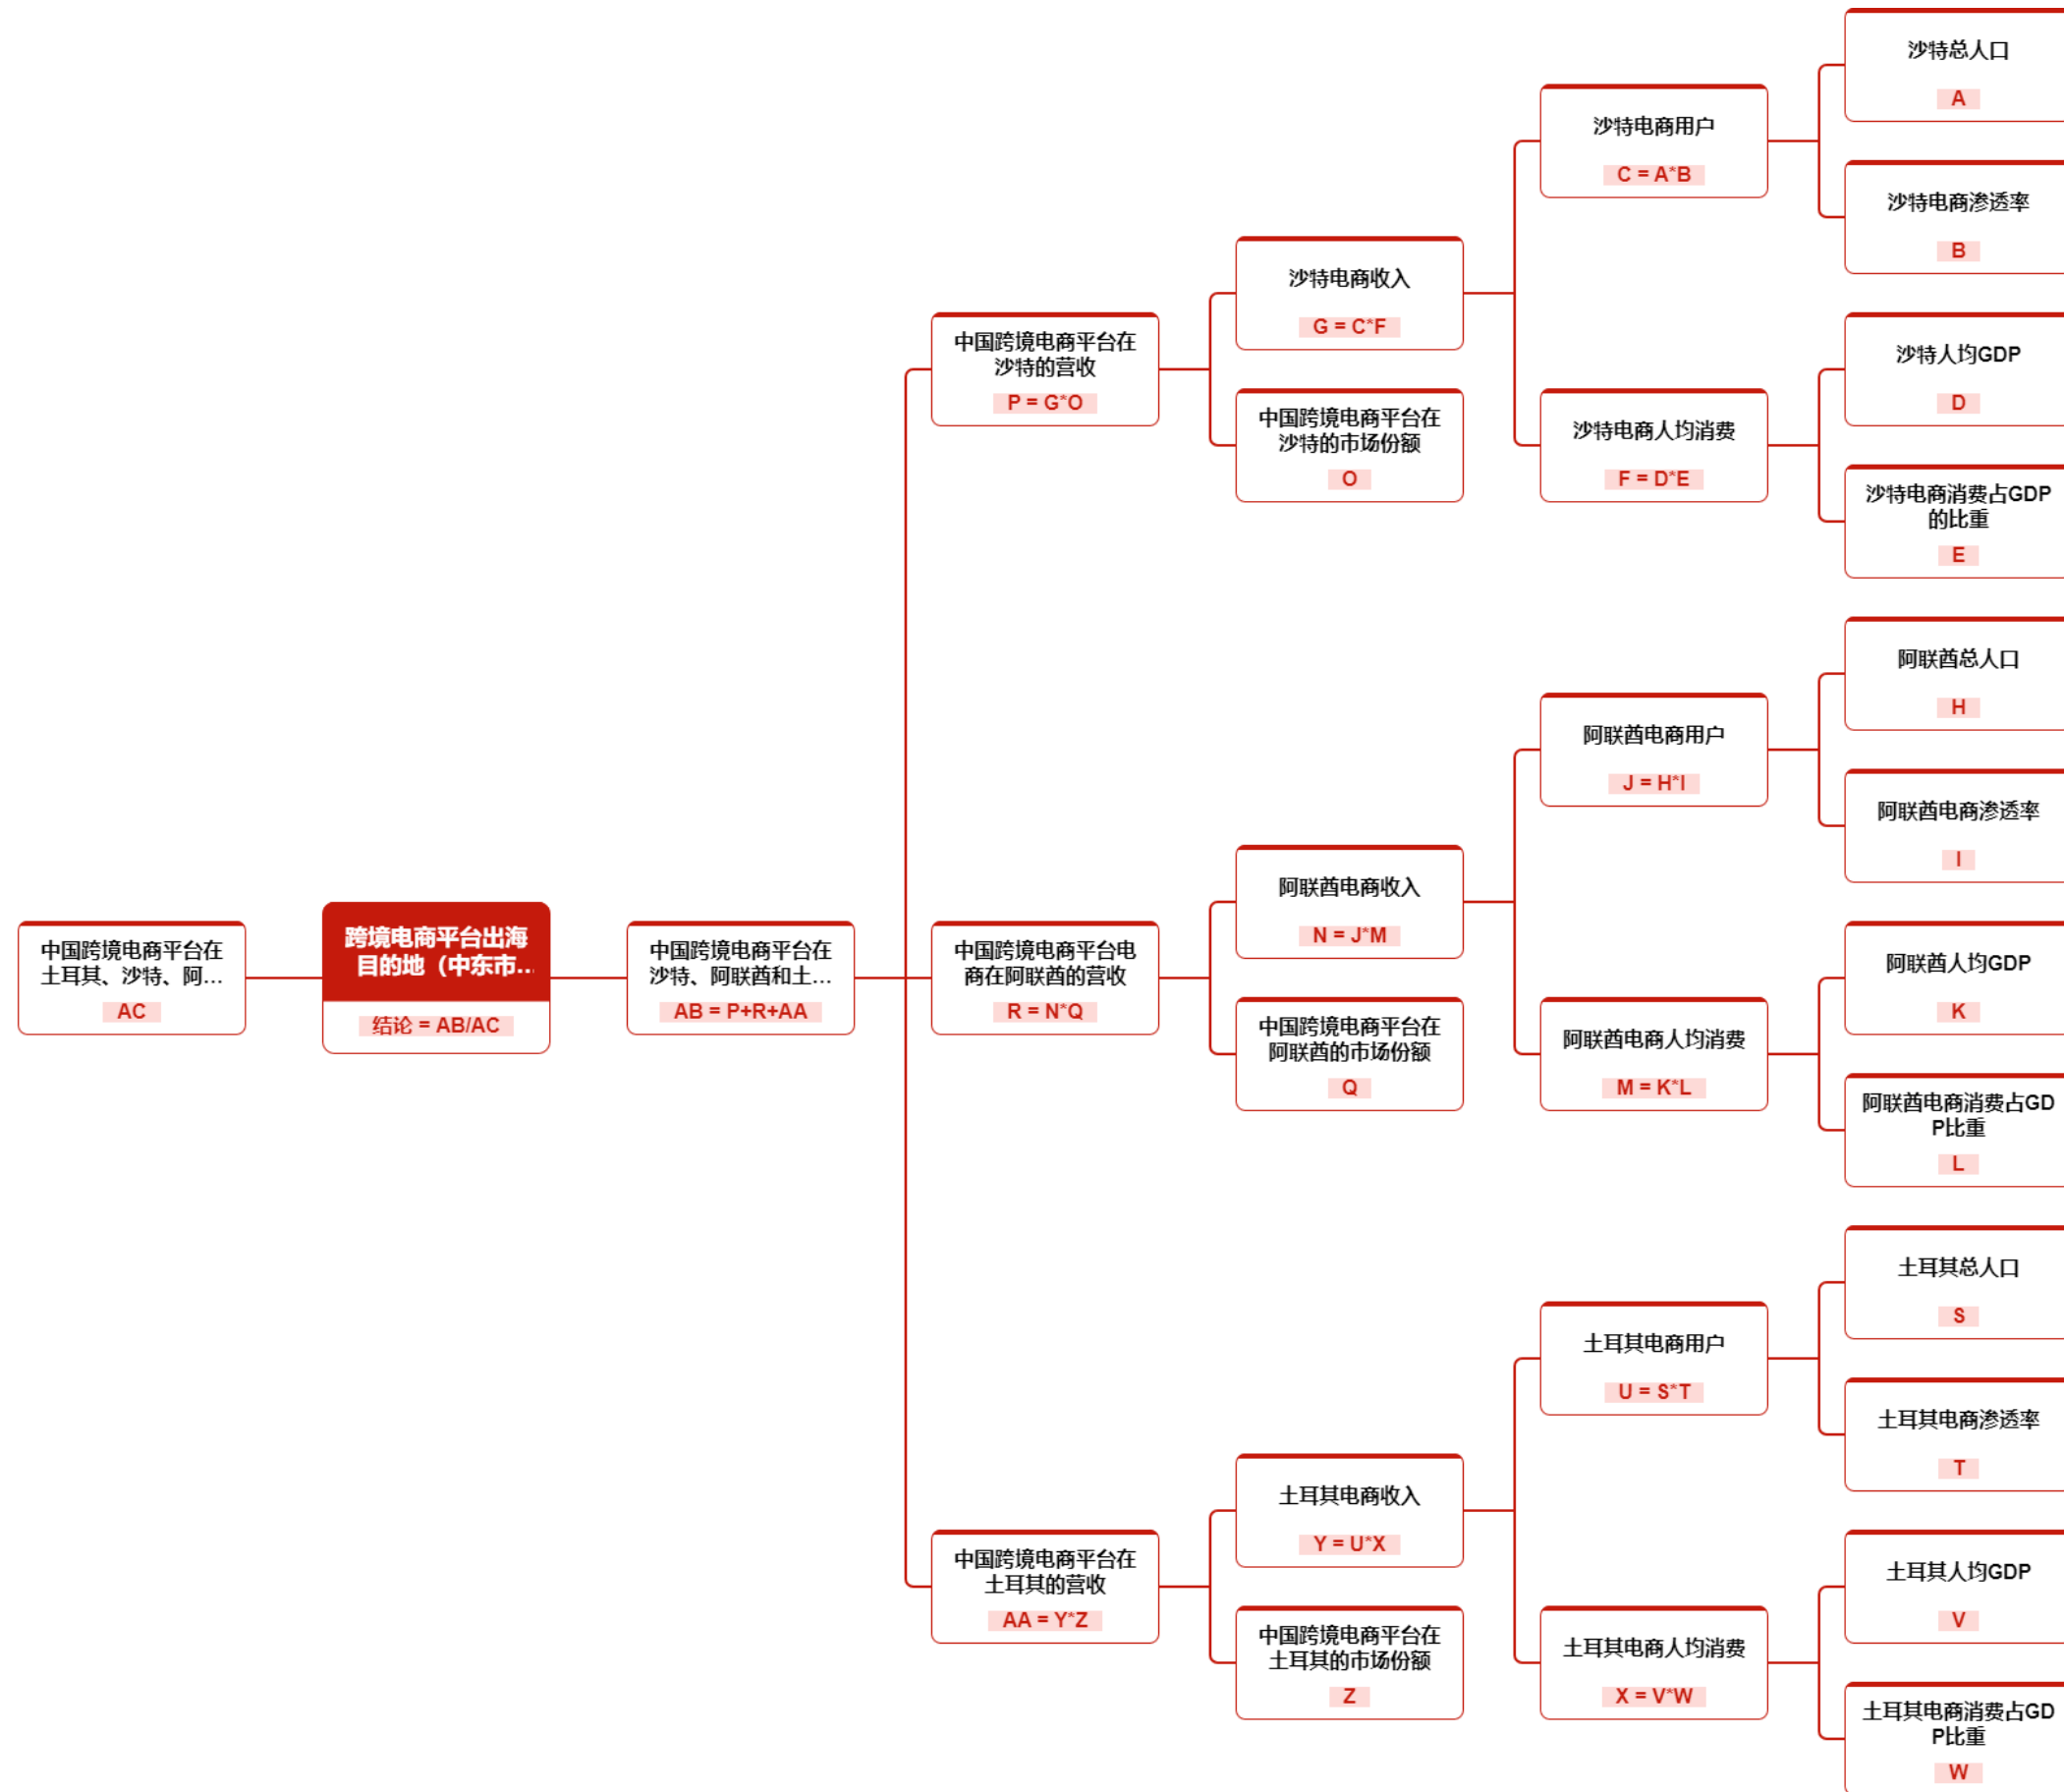 中国跨境电商平台在
土耳其、沙特、阿...
AC
跨境电商平台出海
目的地（中东市...
结论 = AB/AC
中国跨境电商平台在
沙特、阿联酋和土...
AB = P+R+AA
中国跨境电商平台在
沙特的营收
P = G*O
沙特电商收入
G = C*F
沙特电商用户
C = A*B
沙特总人口
A
沙特电商渗透率
B
沙特电商人均消费
F = D*E
沙特人均GDP
D
沙特电商消费占GDP
的比重
E
中国跨境电商平台在
沙特的市场份额
O
中国跨境电商平台电
商在阿联酋的营收
R = N*Q
阿联酋电商收入
N = J*M
阿联酋电商用户
J = H*I
阿联酋总人口
H
阿联酋电商渗透率
I
阿联酋电商人均消费
M = K*L
阿联酋人均GDP
K
阿联酋电商消费占GD
P比重
L
中国跨境电商平台在
阿联酋的市场份额
Q
中国跨境电商平台在
土耳其的营收
AA = Y*Z
土耳其电商收入
Y = U*X
土耳其电商用户
U = S*T
土耳其总人口
S
土耳其电商渗透率
T
土耳其电商人均消费
X = V*W
土耳其人均GDP
V
土耳其电商消费占GD
P比重
W
中国跨境电商平台在
土耳其的市场份额
Z